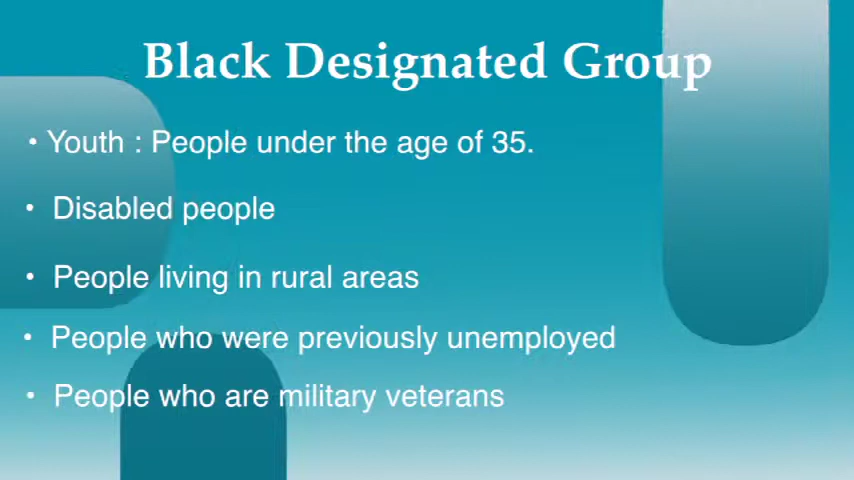 Black Designated Group
• Youth : People under the age of 35.
• Disabled people
• People living in rural areas
• People who were previously unemployed
• People who are military veterans